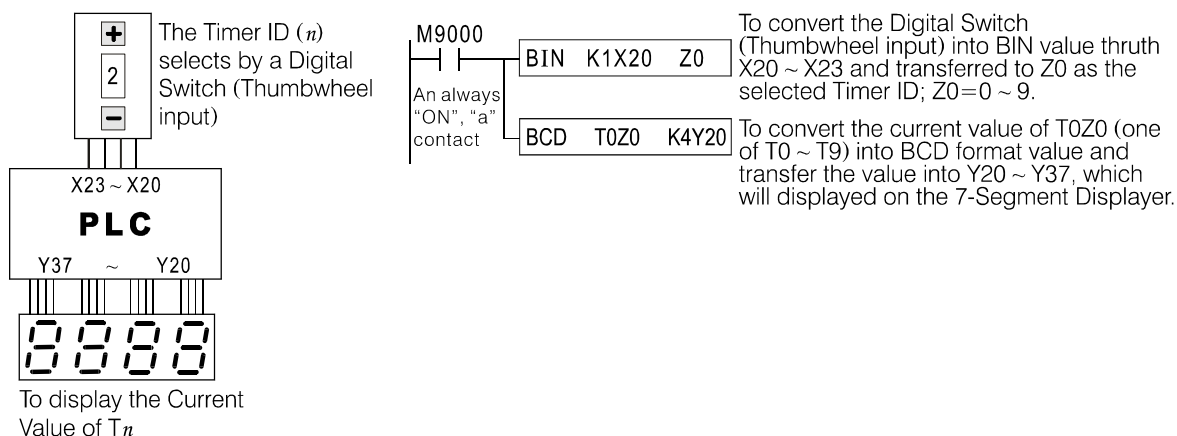 +
2
−
The Timer ID (n)
selects by a Digital
Switch (Thumbwheel
input)
X23 ~ X20
PLC
Y37 ~ Y20
8888
To display the Current
Value of Tn
M9000
An always
“ON”, “a”
contact
BIN K1X20 Z0
To convert the Digital Switch
(Thumbwheel input) into BIN value thruth
X20 ~ X23 and transferred to Z0 as the
selected Timer ID; Z0=0 ~ 9.
BCD T0Z0 K4Y20
To convert the current value of T0Z0 (one
of T0 ~ T9) into BCD format value and
transfer the value into Y20 ~ Y37, which
will displayed on the 7-Segment Displayer.